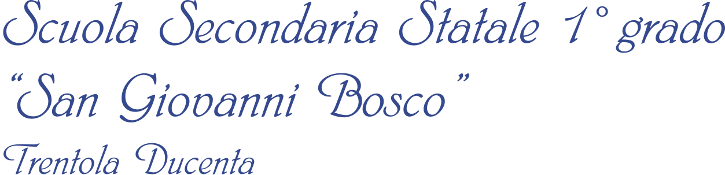 Scuola Secondaria Statale 1° grado
“San Giovanni Bosco”
Trentola Ducenta